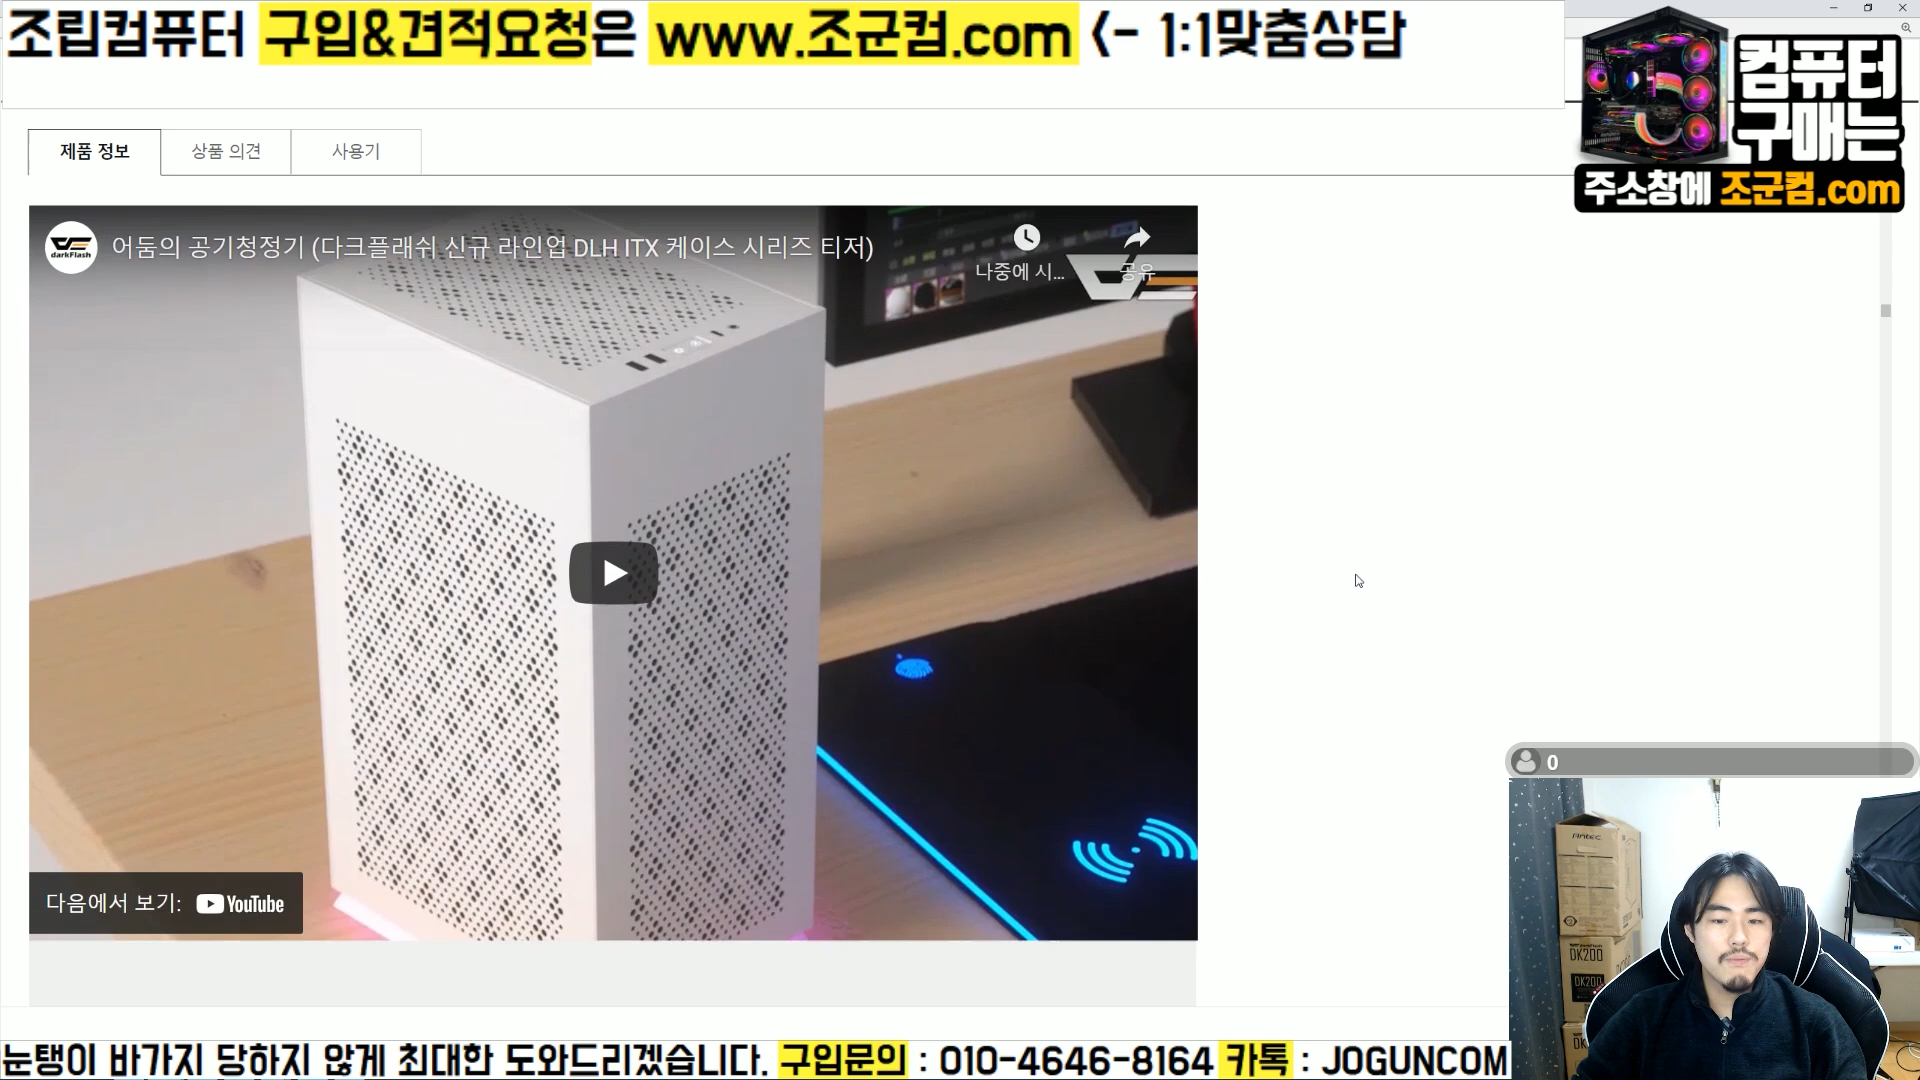 조립컴퓨터 구입&견적요청은 www.조군컴.com <- 1:1맞춤상담
컴퓨터
구매는
주소창에 조군컴.com
제품 정보
상품 의견
사용기
darkFlash
어둠의 공기청정기 (다크플래쉬 신규 라인업 DLH ITX 케이스 시리즈 티저)
나중에 시...
공유
다음에서 보기: YouTube
0
Antec
DK200
DK200
DK
눈탱이 바가지 당하지 않게 최대한 도와드리겠습니다. 구입문의 : 010-4646-8164 카톡 : JOGUNCOM